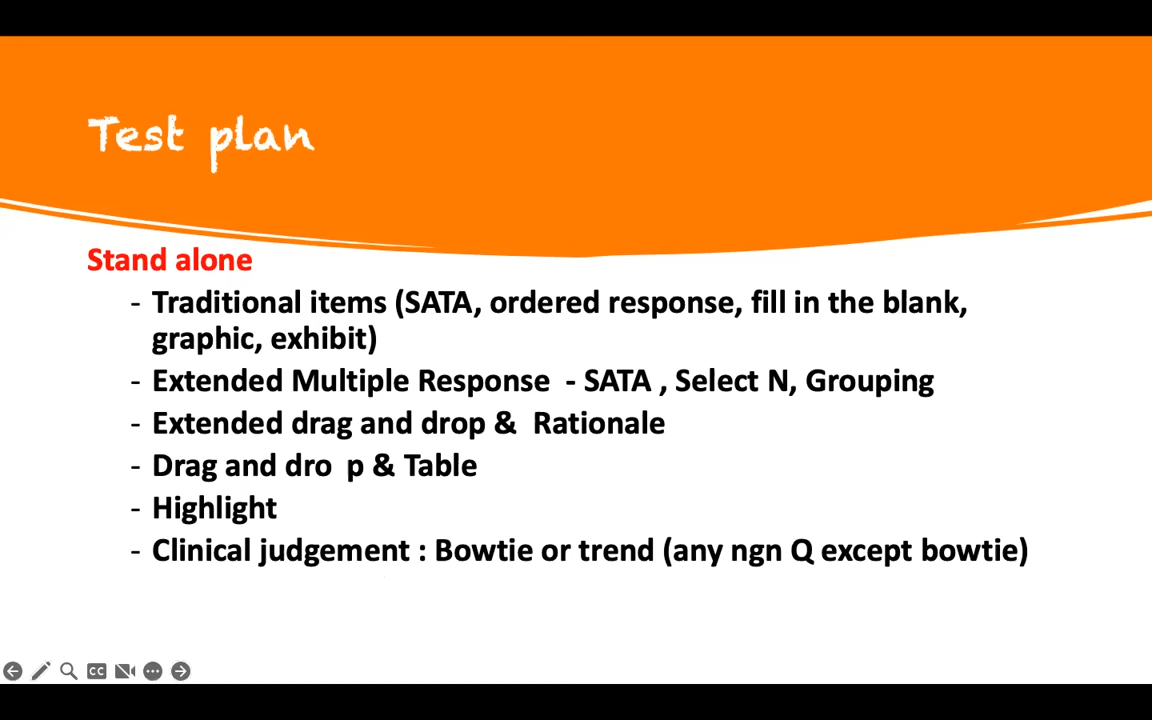 Test plan
Stand alone
- Traditional items (SATA, ordered response, fill in the blank,
graphic, exhibit)
- Extended Multiple Response - SATA , Select N, Grouping
- Extended drag and drop & Rationale
- Drag and dro p & Table
- Highlight
- Clinical judgement : Bowtie or trend (any ngn Q except bowtie)
CC